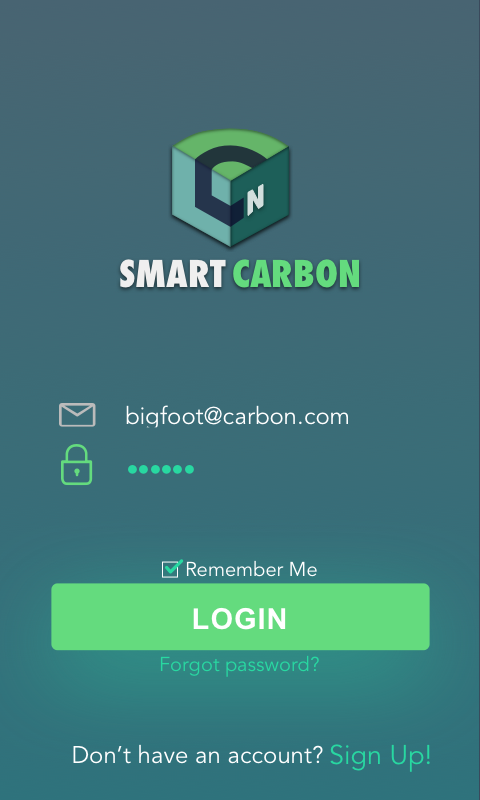 N
SMART CARBON
bigfoot@carbon.com
••••••
Remember Me
LOGIN
Forgot password?
Don't have an account? Sign Up!